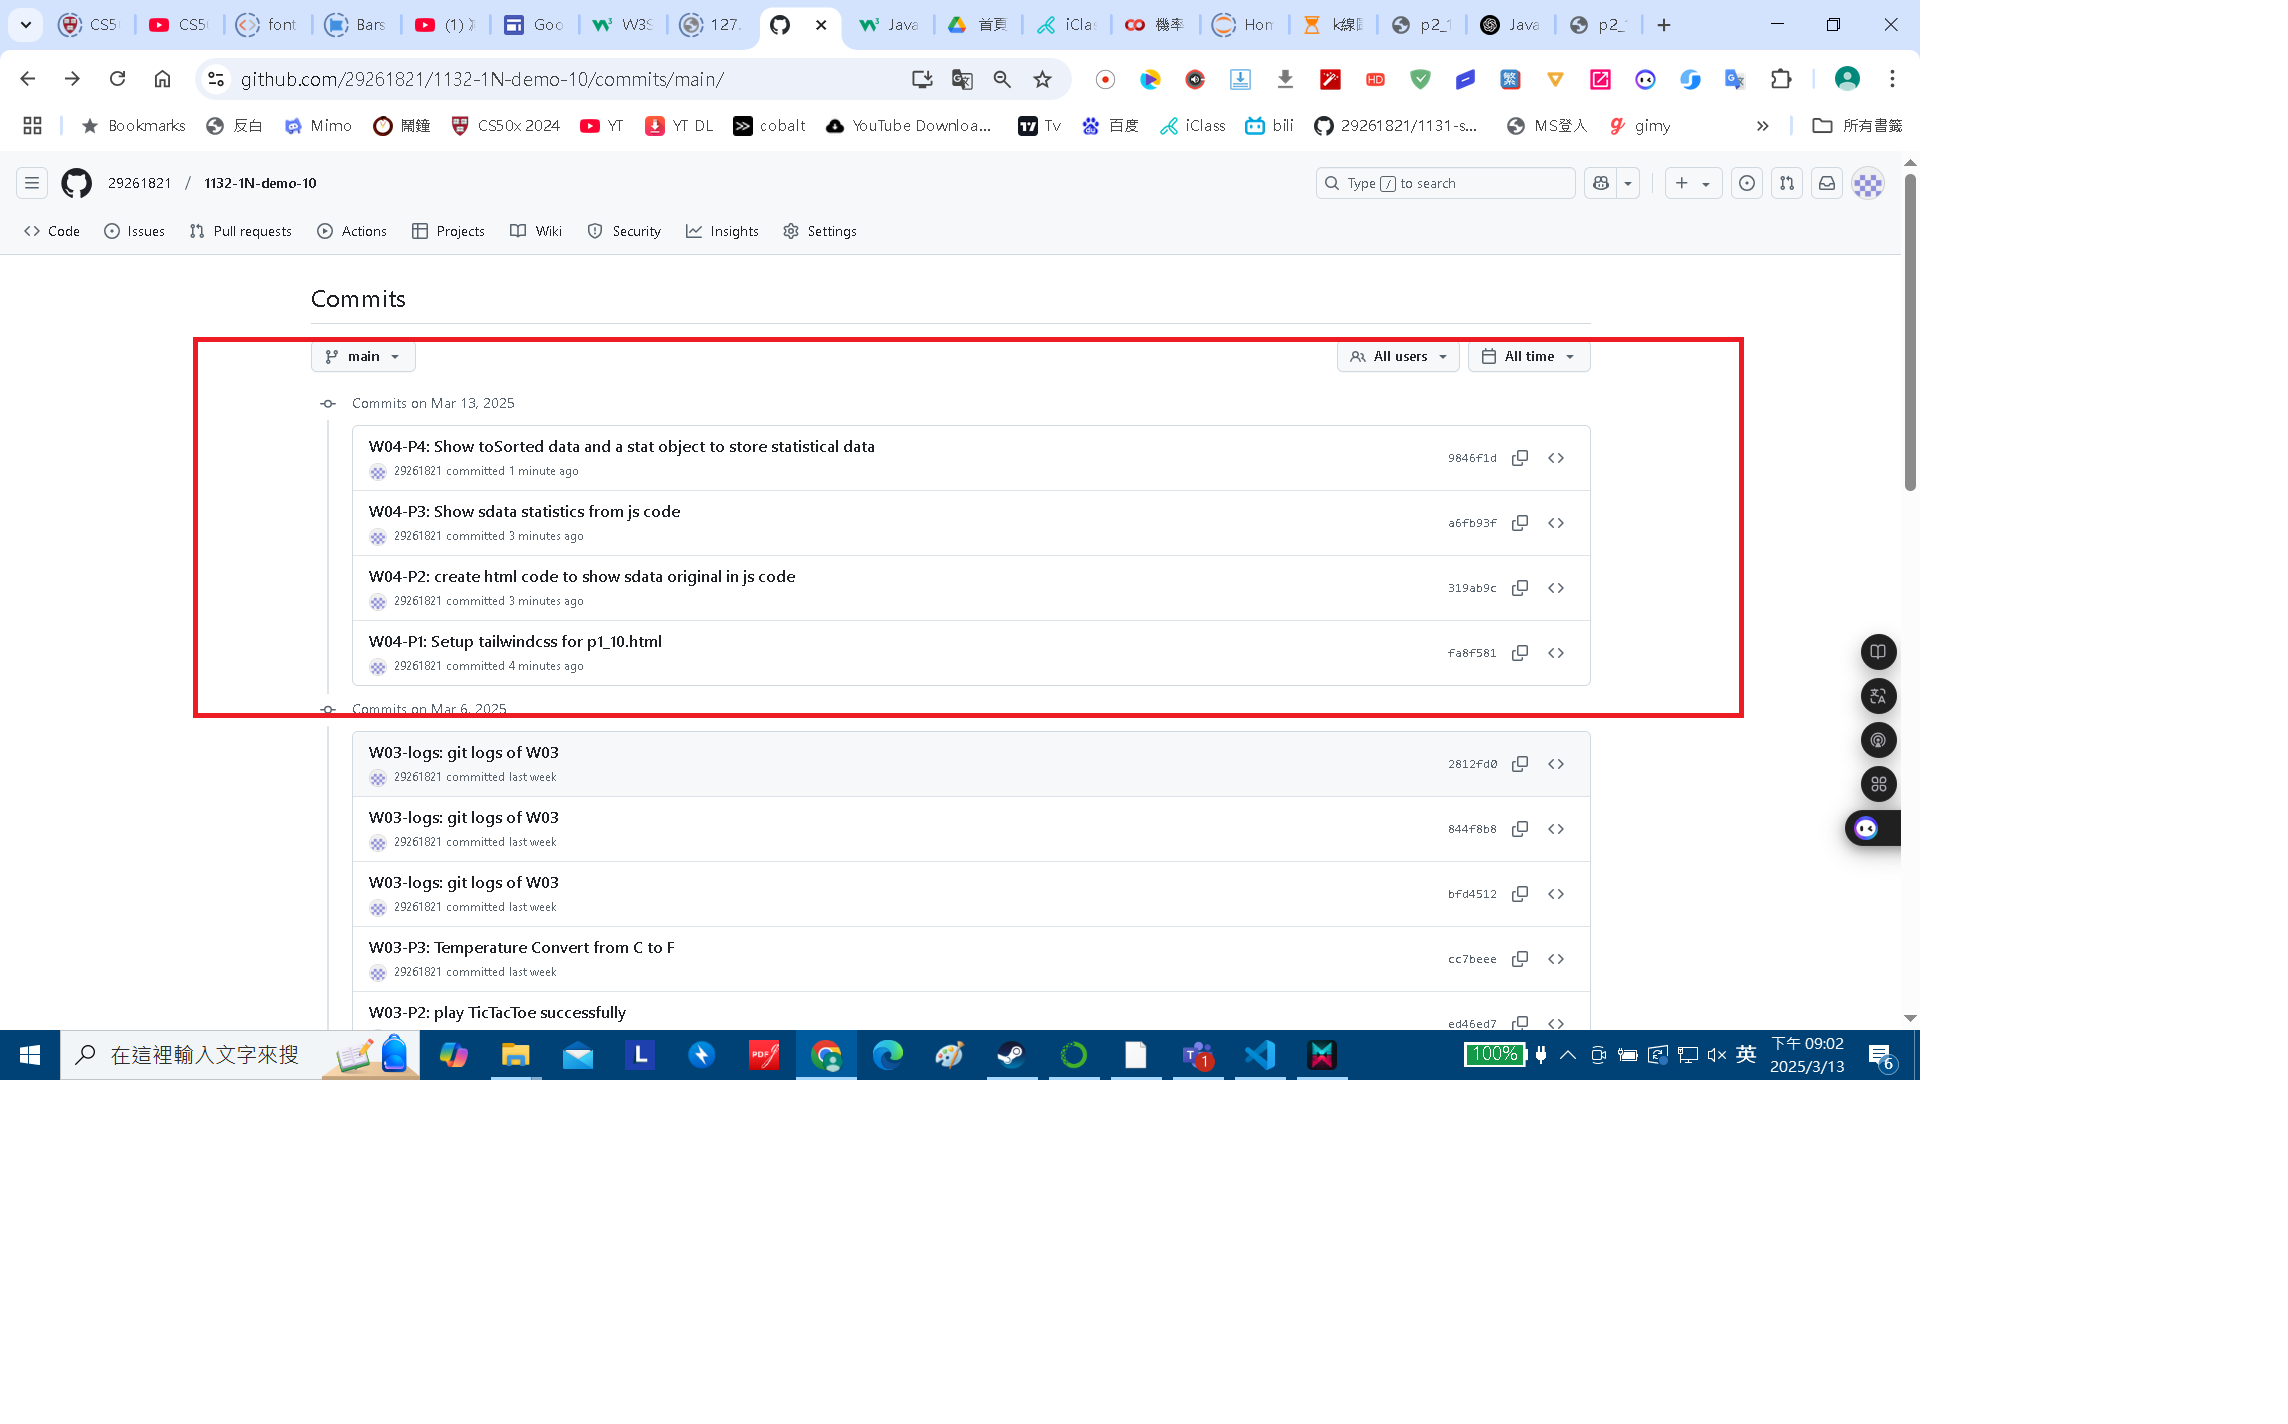 CS5
CS5
font
Bars
(1)
Goo
W3S
127.
Java
首頁
iClas
機率
Hom
k線
p2_1
Java
p2_1
github.com/29261821/1132-1N-demo-10/commits/main/
Bookmarks
反白
Mimo
鬧鐘
CS50x 2024
YT
YT DL
cobalt
YouTube Downloa...
Tv
百度
iClass
bili
29261821/1131-s...
MS登入
gimy
所有書籤
29261821 / 1132-1N-demo-10
Type / to search
Code
Issues
Pull requests
Actions
Projects
Wiki
Security
Insights
Settings
Commits
main
All users
All time
Commits on Mar 13, 2025
W04-P4: Show toSorted data and a stat object to store statistical data
29261821 committed 1 minute ago
9846f1d
W04-P3: Show sdata statistics from js code
29261821 committed 3 minutes ago
a6fb93f
W04-P2: create html code to show sdata original in js code
29261821 committed 3 minutes ago
319ab9c
W04-P1: Setup tailwindcss for p1_10.html
29261821 committed 4 minutes ago
fa8f581
Commits on Mar 6, 2025
W03-logs: git logs of W03
29261821 committed last week
2812fd0
W03-logs: git logs of W03
29261821 committed last week
844f8b8
W03-logs: git logs of W03
29261821 committed last week
bfd4512
W03-P3: Temperature Convert from C to F
29261821 committed last week
cc7beee
W03-P2: play TicTacToe successfully
ed46ed7
在這裡輸入文字來搜
100%
英
下午 09:02
2025/3/13
6